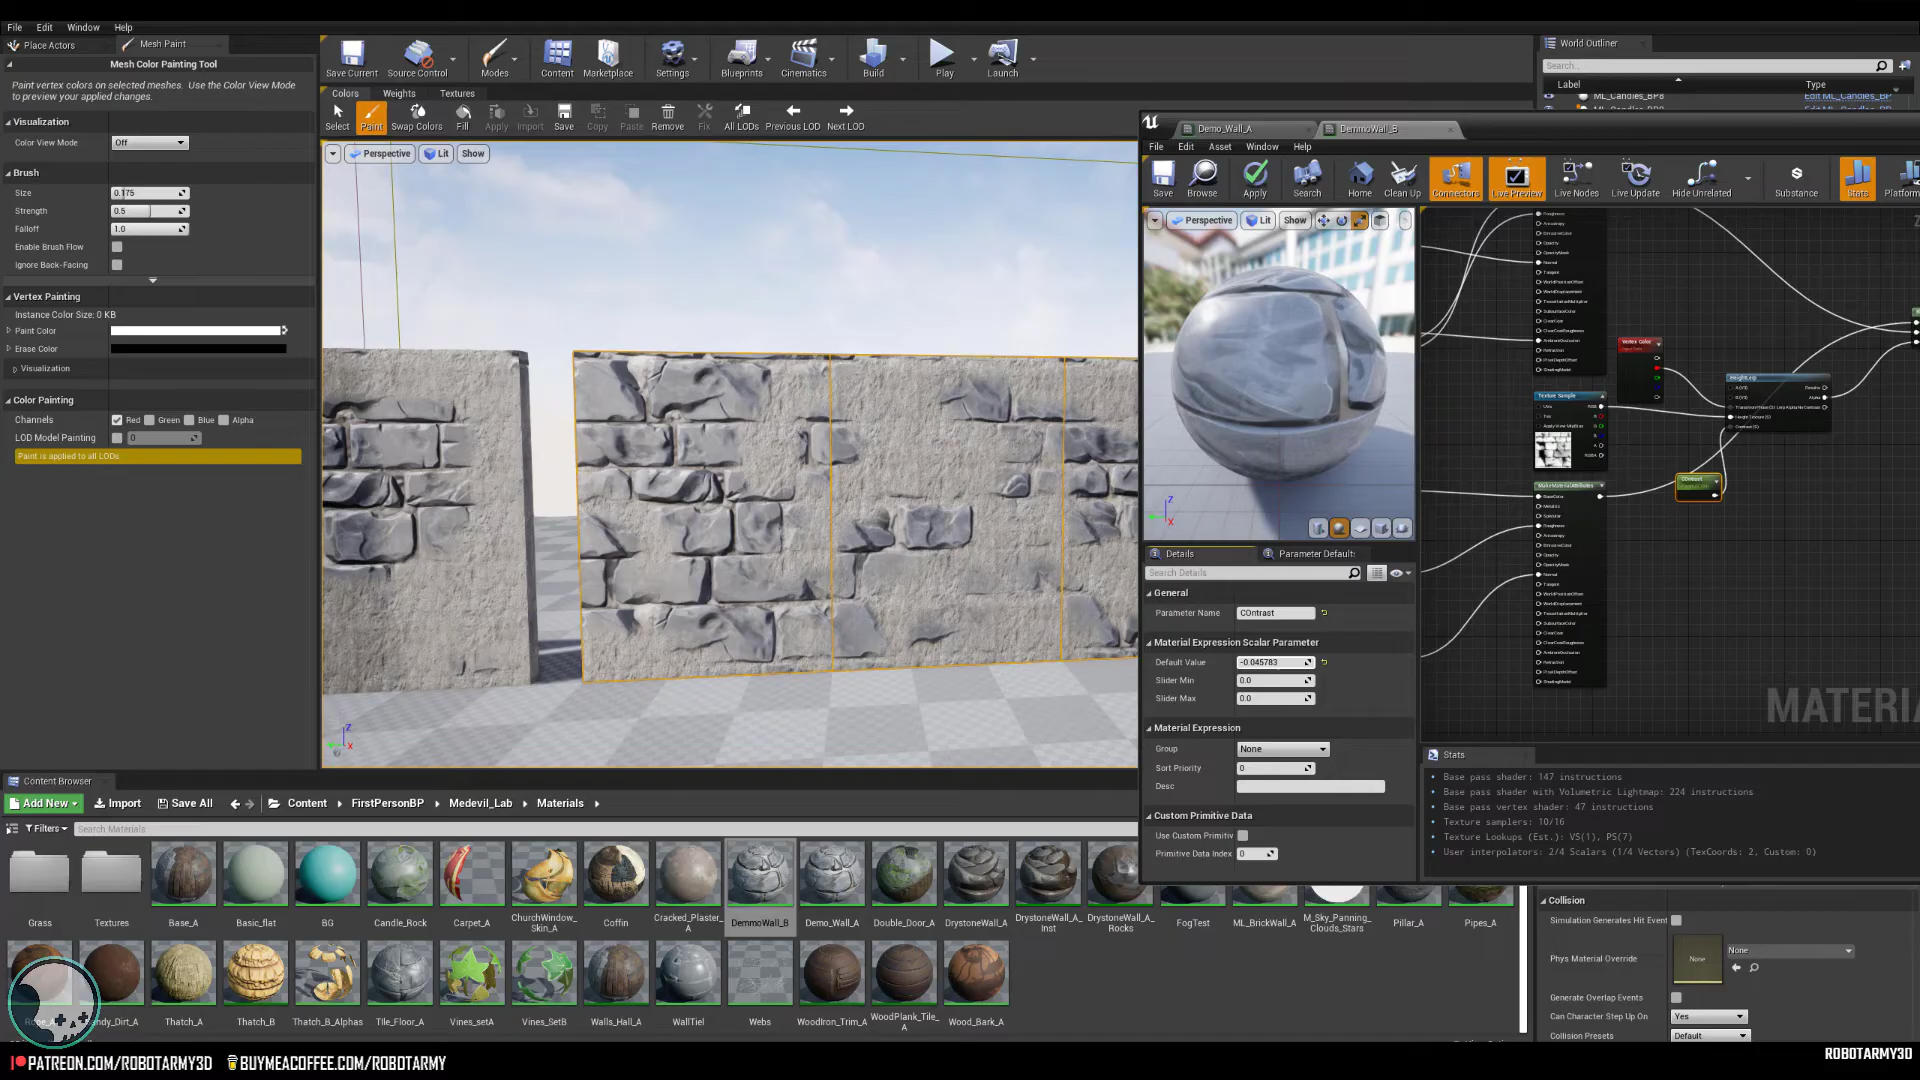 File Edit Window Help
Place Actors Mesh Paint
Mesh Color Painting Tool
Paint vertex colors on selected meshes. Use the Color View Mode
to preview your applied changes.
Visualization
Color View Mode Off
Brush
Size 0.175
Strength 0.5
Falloff 1.0
Enable Brush Flow
Ignore Back-Facing
Vertex Painting
Instance Color Size: 0 KB
Paint Color
Erase Color
Visualization
Color Painting
Channels Red Green Blue Alpha
LOD Model Painting 0
Paint is applied to all LODs
Save Current Source Control Modes Content Marketplace Settings Blueprints Cinematics Build Play Launch
Colors Weights Textures
Select Paint Swap Colors Fill Apply Import Save Copy Paste Remove Fix All LODs Previous LOD Next LOD
Perspective Lit Show
World Outliner
Search...
Label Type
ML_Candles_BP8 Edit ML_Candles_BP
Demo_Wall_A DemmoWall_B
File Edit Asset Window Help
Save Browse Apply Search Home Clean Up Connectors Live Preview Live Nodes Live Update Hide Unrelated Substance Stats Platform
Perspective Lit Show
Vertex Color
Texture Sample
HeightLerp
COntrast
MakeMaterialAttributes
MATERIA
Details Parameter Defaults
Search Details
General
Parameter Name COntrast
Material Expression Scalar Parameter
Default Value -0.045783
Slider Min 0.0
Slider Max 0.0
Material Expression
Group None
Sort Priority 0
Desc
Custom Primitive Data
Use Custom Primitiv
Primitive Data Index 0
Stats
Base pass shader: 147 instructions
Base pass shader with Volumetric Lightmap: 224 instructions
Base pass vertex shader: 47 instructions
Texture samplers: 10/16
Texture Lookups (Est.): VS(1), PS(7)
User interpolators: 2/4 Scalars (1/4 Vectors) (TexCoords: 2, Custom: 0)
Content Browser
Add New Import Save All Content FirstPersonBP Medevil_Lab Materials
Filters Search Materials
Grass Textures Base_A Basic_flat BG Candle_Rock Carpet_A ChurchWindow_Skin_A Coffin Cracked_Plaster_A DemmoWall_B Demo_Wall_A Double_Door_A DrystoneWall_A DrystoneWall_A_Inst DrystoneWall_A_Rocks FogTest ML_BrickWall_A M_Sky_Panning_Clouds_Stars Pillar_A Pipes_A
Thatch_A Thatch_B Thatch_B_Alphas Tile_Floor_A Vines_setA Vines_SetB Walls_Hall_A WallTiel Webs WoodIron_Trim_A WoodPlank_Tile_A Wood_Bark_A
Collision
Simulation Generates Hit Event
Phys Material Override None None
Generate Overlap Events
Can Character Step Up On Yes
Collision Presets Default
PATREON.COM/ROBOTARMY3D BUYMEACOFFEE.COM/ROBOTARMY
ROBOTARMY3D